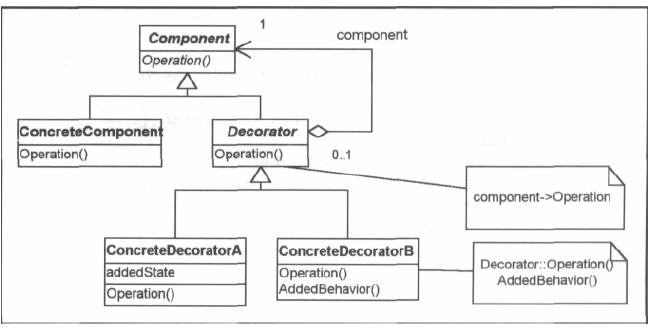 1
Component
component
Operation()
ConcreteComponent
Decorator
Operation()
Operation()
0..1
component->Operation
ConcreteDecoratorA
ConcreteDecoratorB
addedState
Operation()
Operation()
AddedBehavior()
Decorator::Operation()
AddedBehavior()